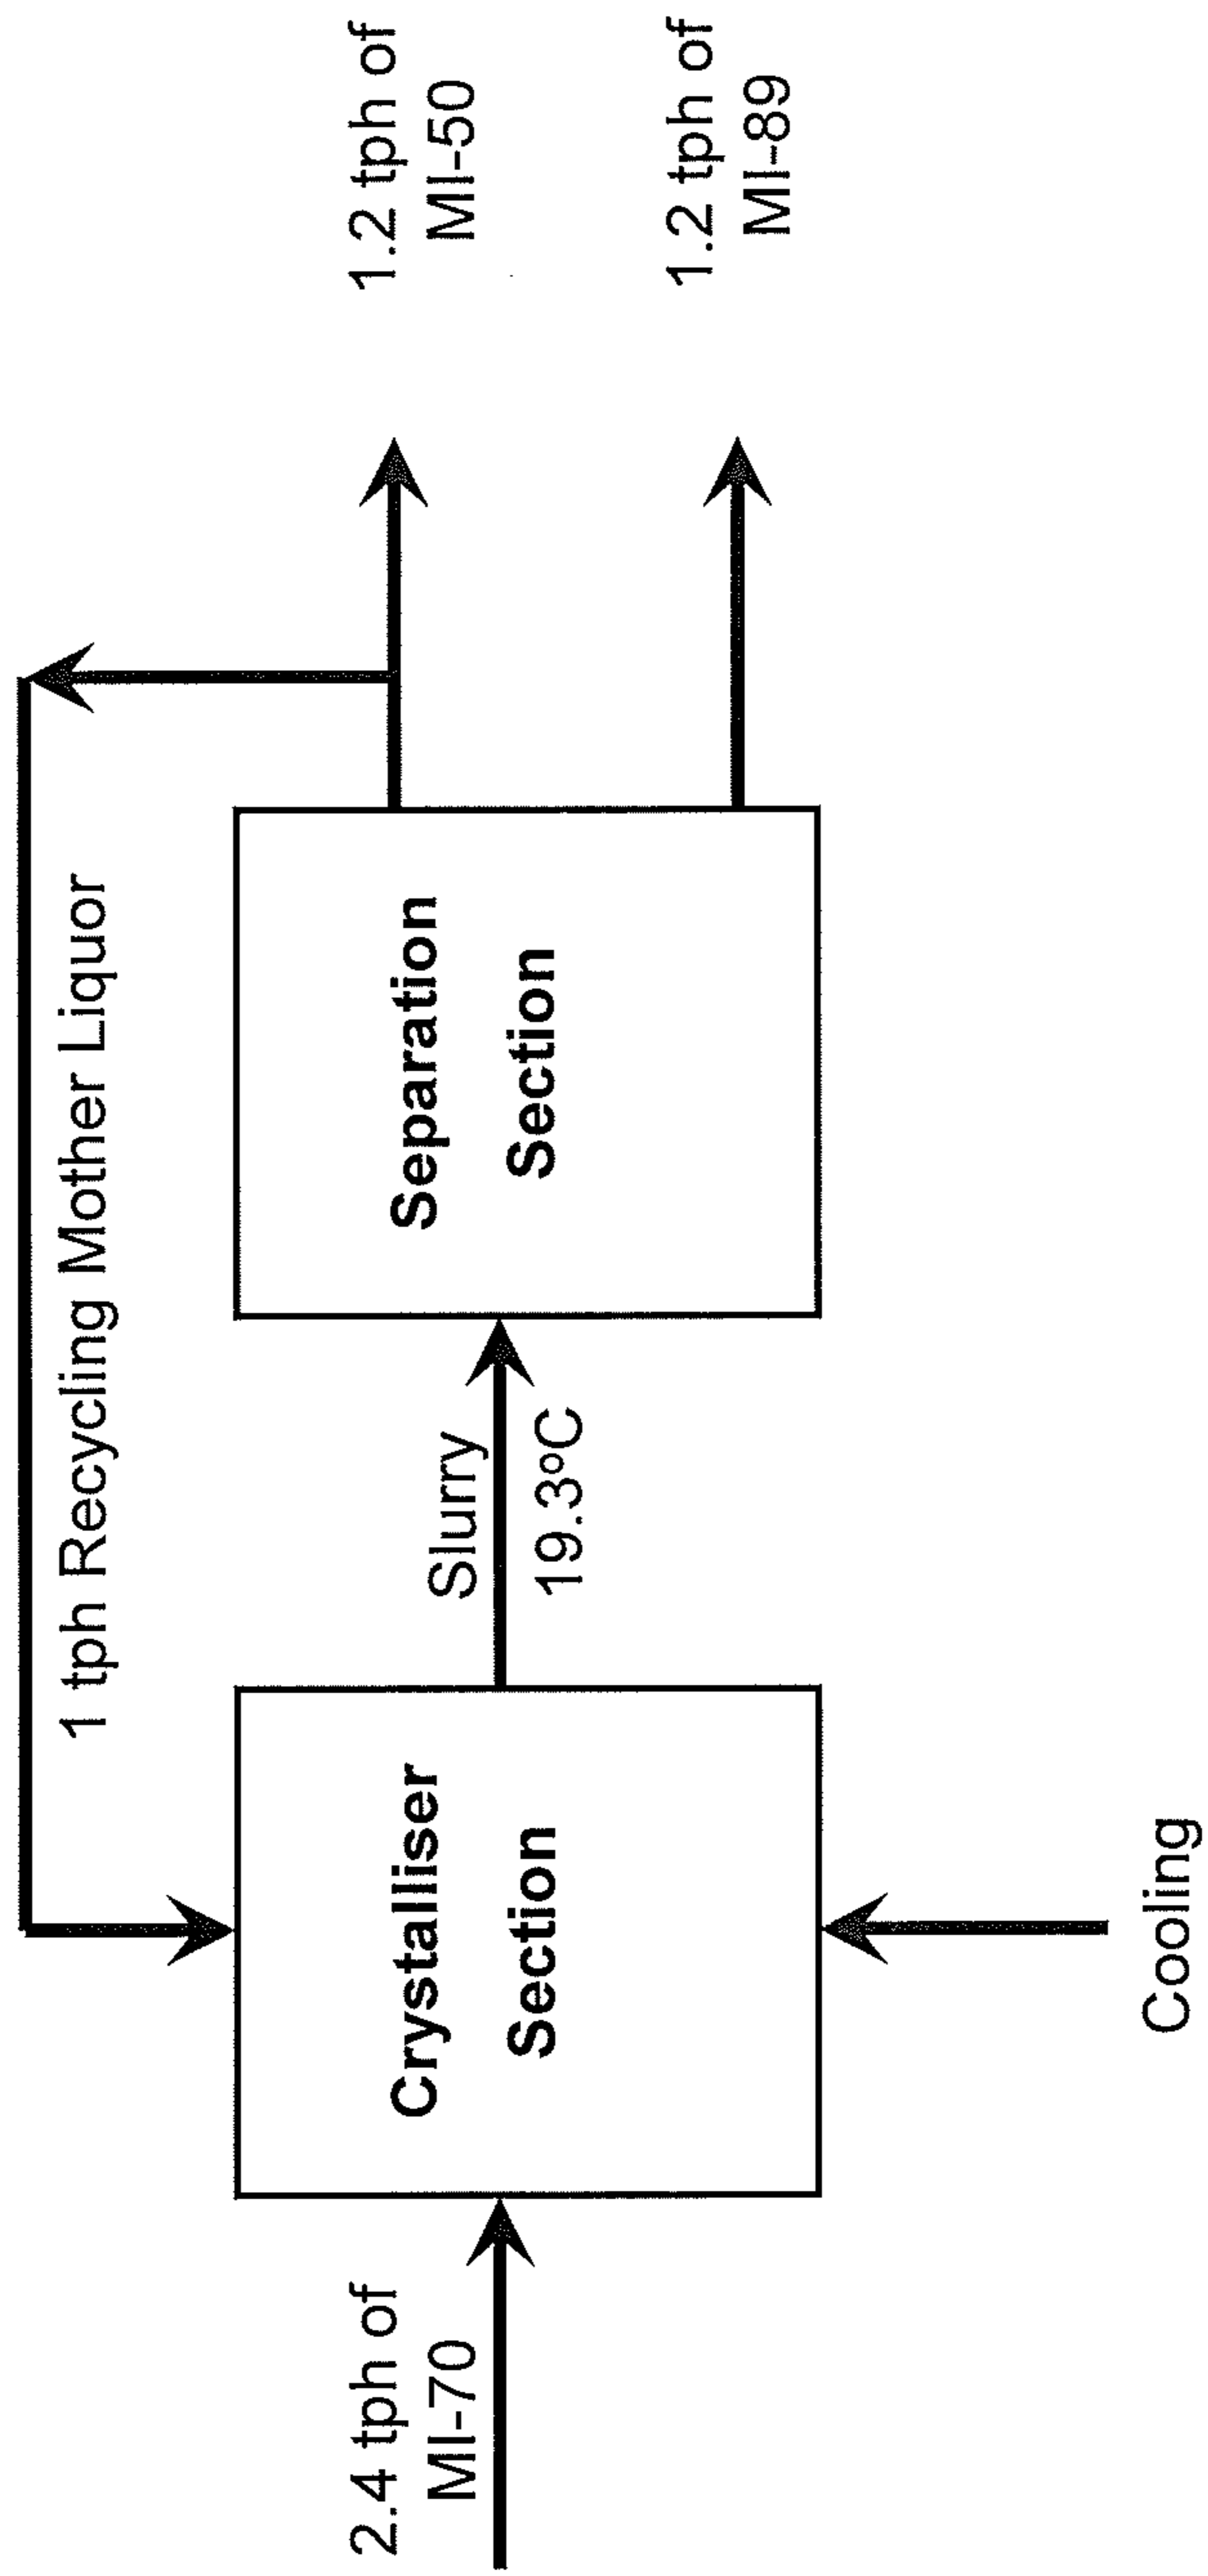 1 tph Recycling Mother Liquor
2.4 tph of
MI-70
Crystalliser
Section
Slurry
19.3ºC
Separation
Section
1.2 tph of
MI-50
1.2 tph of
MI-89
Cooling